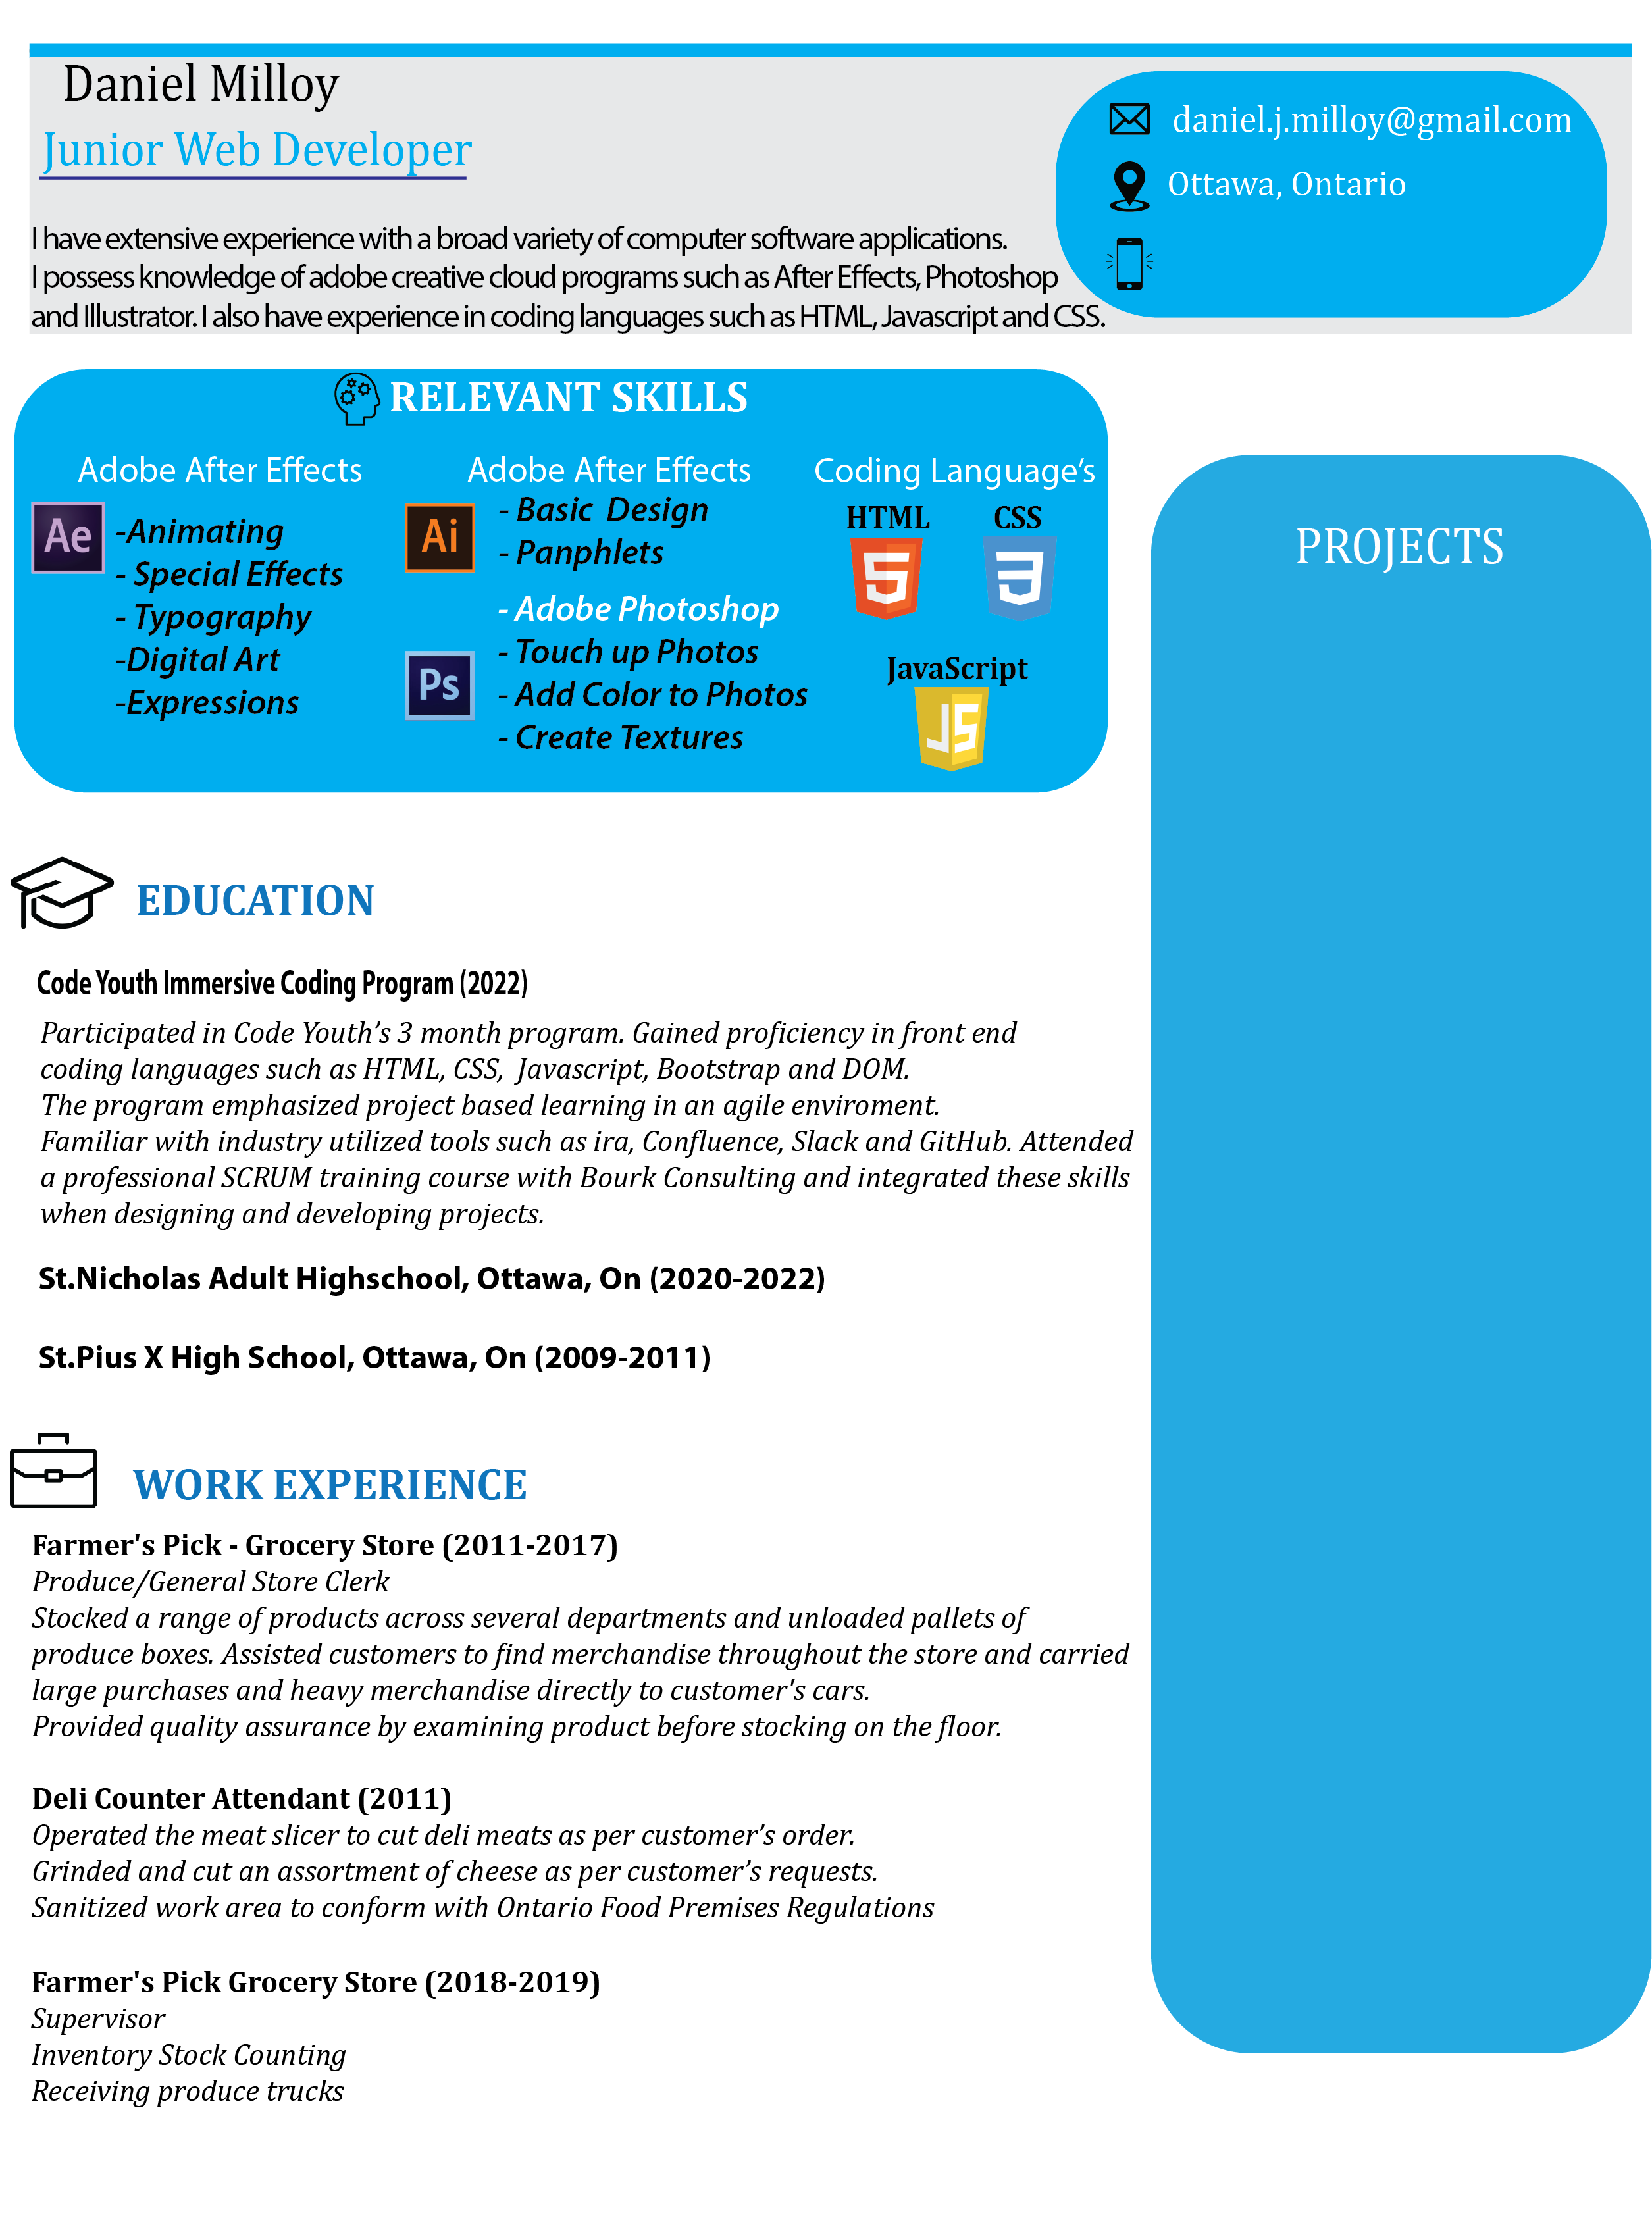 Daniel Milloy
Junior Web Developer
I have extensive experience with a broad variety of computer software applications.
I possess knowledge of adobe creative cloud programs such as After Effects, Photoshop
and Illustrator. I also have experience in coding languages such as HTML, Javascript and CSS.
daniel.j.milloy@gmail.com
Ottawa, Ontario
RELEVANT SKILLS
Adobe After Effects
Ae
-Animating
- Special Effects
- Typography
-Digital Art
-Expressions
Adobe After Effects
Ai
- Basic  Design
- Panphlets
- Adobe Photoshop
Ps
- Touch up Photos
- Add Color to Photos
- Create Textures
Coding Language’s
HTML
5
CSS
3
JavaScript
JS
PROJECTS
EDUCATION
Code Youth Immersive Coding Program (2022)
Participated in Code Youth’s 3 month program. Gained proficiency in front end
coding languages such as HTML, CSS,  Javascript, Bootstrap and DOM.
The program emphasized project based learning in an agile enviroment.
Familiar with industry utilized tools such as ira, Confluence, Slack and GitHub. Attended
a professional SCRUM training course with Bourk Consulting and integrated these skills
when designing and developing projects.
St.Nicholas Adult Highschool, Ottawa, On (2020-2022)
St.Pius X High School, Ottawa, On (2009-2011)
WORK EXPERIENCE
Farmer's Pick - Grocery Store (2011-2017)
Produce/General Store Clerk
Stocked a range of products across several departments and unloaded pallets of
produce boxes. Assisted customers to find merchandise throughout the store and carried
large purchases and heavy merchandise directly to customer's cars.
Provided quality assurance by examining product before stocking on the floor.
Deli Counter Attendant (2011)
Operated the meat slicer to cut deli meats as per customer’s order.
Grinded and cut an assortment of cheese as per customer’s requests.
Sanitized work area to conform with Ontario Food Premises Regulations
Farmer's Pick Grocery Store (2018-2019)
Supervisor
Inventory Stock Counting
Receiving produce trucks